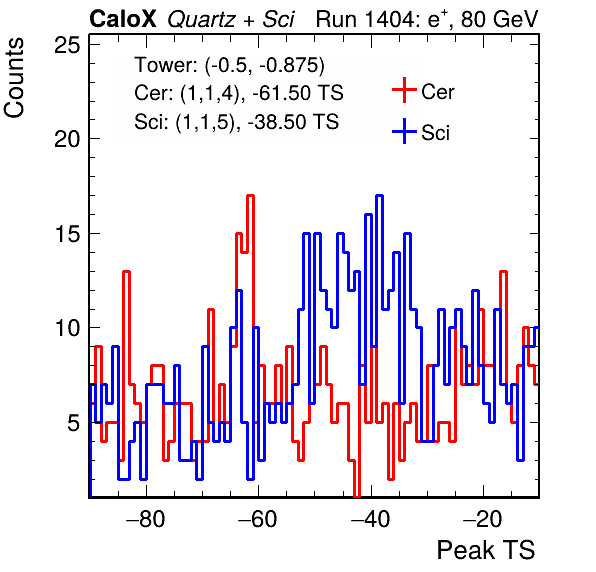 CaloX Quartz + Sci Run 1404: e⁺, 80 GeV
Counts
25
20
15
10
5
Tower: (-0.5, -0.875)
Cer: (1,1,4), -61.50 TS
Sci: (1,1,5), -38.50 TS
Cer
Sci
−80 −60 −40 −20
Peak TS